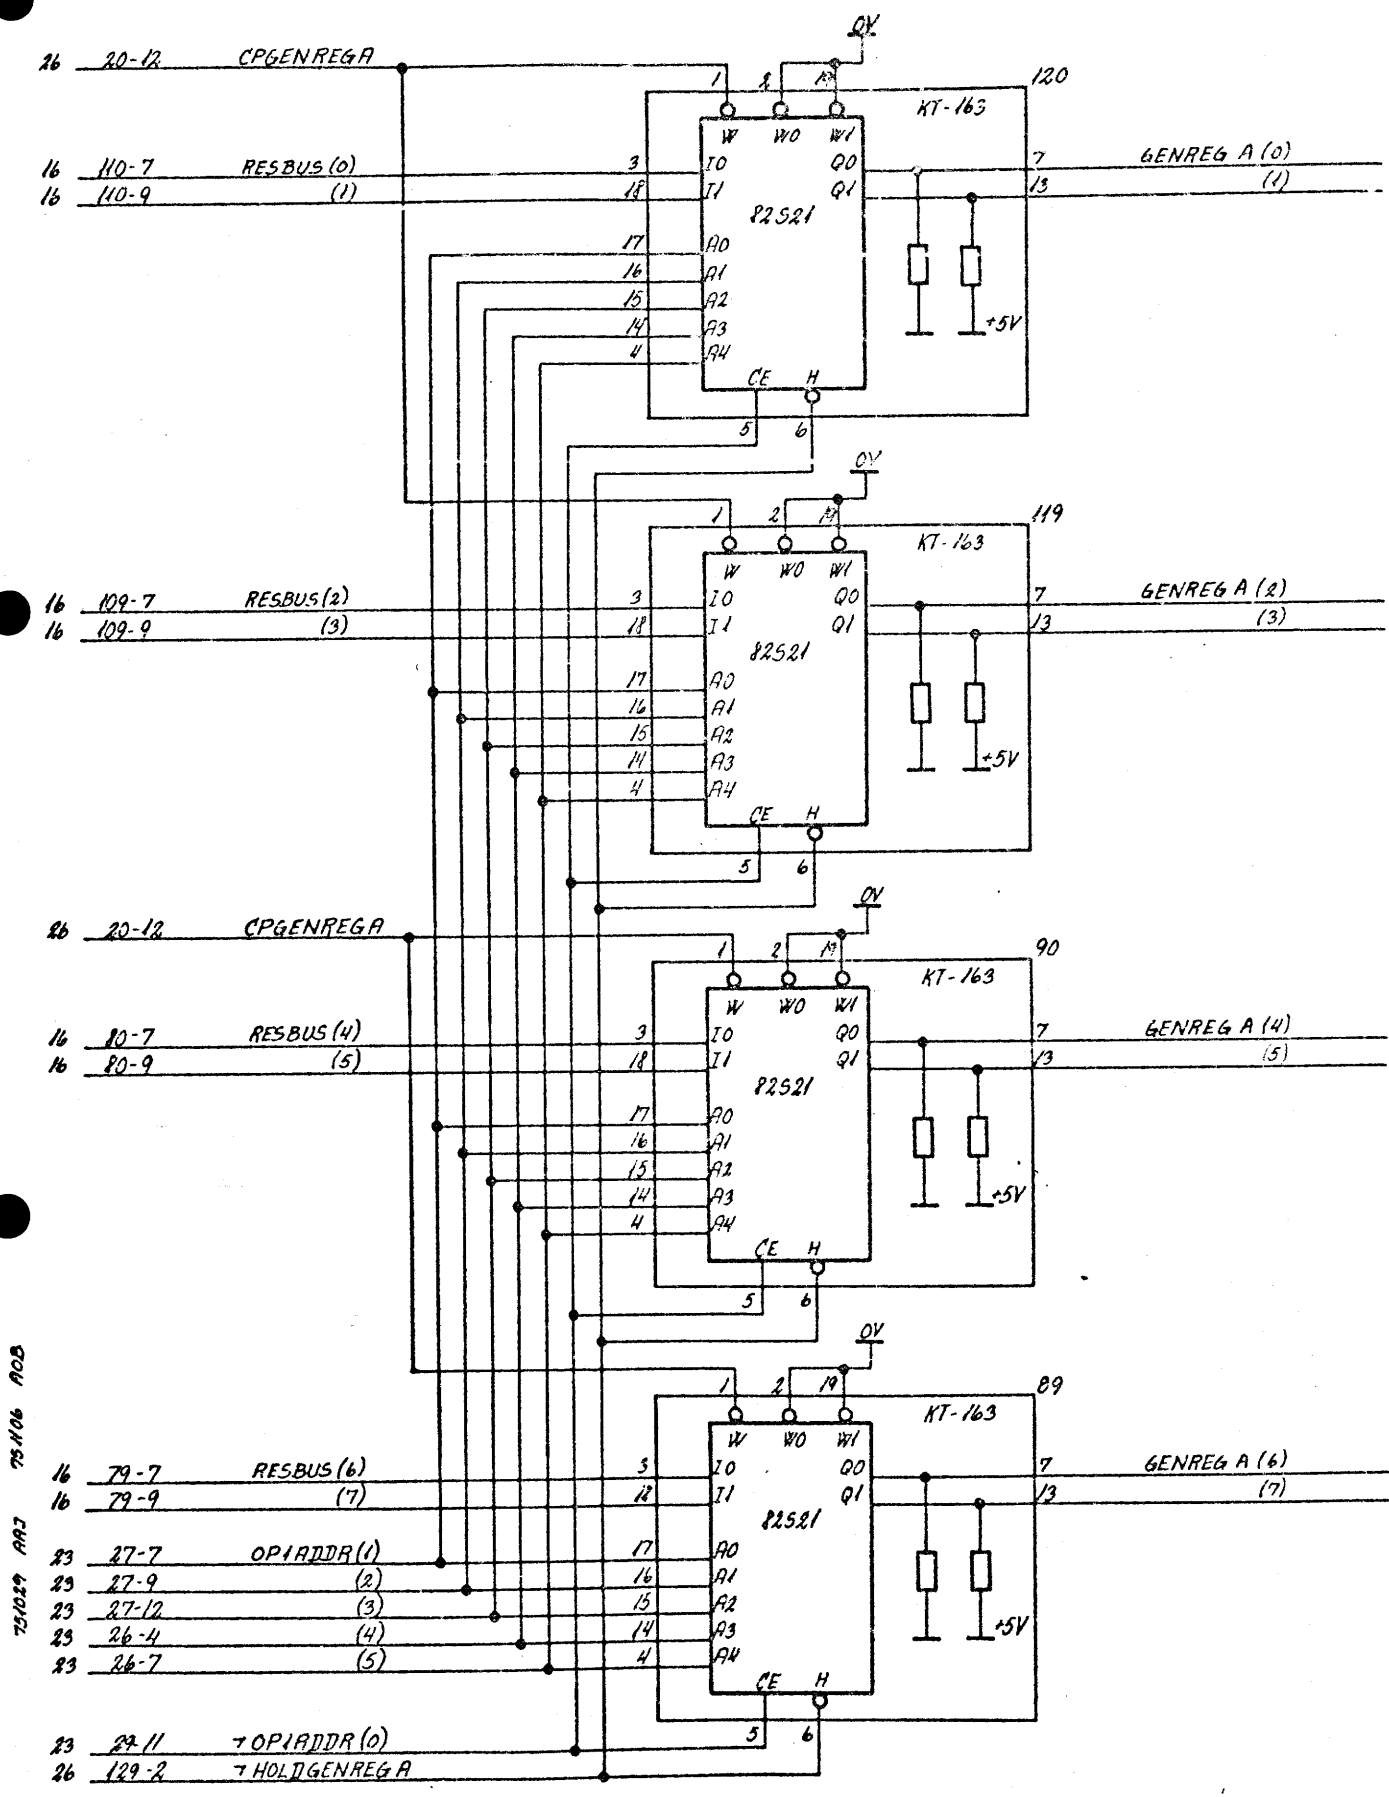 0V
26 20-12 CPGENREGA
1 2 19 120
KT-163
W W0 W1
16 110-7 RESBUS(0) 3 I0 Q0 7 GENREG A(0)
16 110-9 (1) 18 I1 Q1 13 (1)
82S21
17 A0
16 A1
15 A2
14 A3 +5V
4 A4
CE H
5 6
0V
1 2 19 119
KT-163
W W0 W1
16 109-7 RESBUS(2) 3 I0 Q0 7 GENREG A(2)
16 109-9 (3) 18 I1 Q1 13 (3)
82S21
17 A0
16 A1
15 A2
14 A3 +5V
4 A4
CE H
5 6
0V
26 20-12 CPGENREGA
1 2 19 90
KT-163
W W0 W1
16 80-7 RESBUS(4) 3 I0 Q0 7 GENREG A(4)
16 80-9 (5) 18 I1 Q1 13 (5)
82S21
17 A0
16 A1
15 A2
14 A3 +5V
4 A4
CE H
5 6
0V
1 2 19 89
KT-163
W W0 W1
16 79-7 RESBUS(6) 3 I0 Q0 7 GENREG A(6)
16 79-9 (7) 18 I1 Q1 13 (7)
82S21
23 27-7 OP1ADDR(1) 17 A0
23 27-9 (2) 16 A1
23 27-12 (3) 15 A2
23 26-4 (4) 14 A3 +5V
23 26-7 (5) 4 A4
CE H
5 6
23 ¬OP1ADDR(0)
26 129-2 ¬HOLDGENREGA
751029 AAJ 751106 AOB